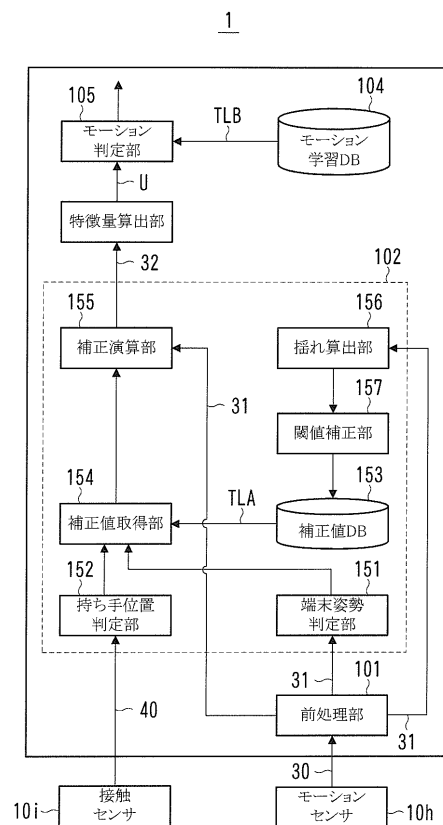 1
105
モーション
判定部
TLB
104
モーション
学習DB
U
特徴量算出部
32
102
155
補正演算部
156
揺れ算出部
31
157
閾値補正部
154
補正値取得部
TLA
153
補正値DB
152
持ち手位置
判定部
151
端末姿勢
判定部
31
101
前処理部
31
40
30
10i
接触
センサ
モーション
センサ
10h